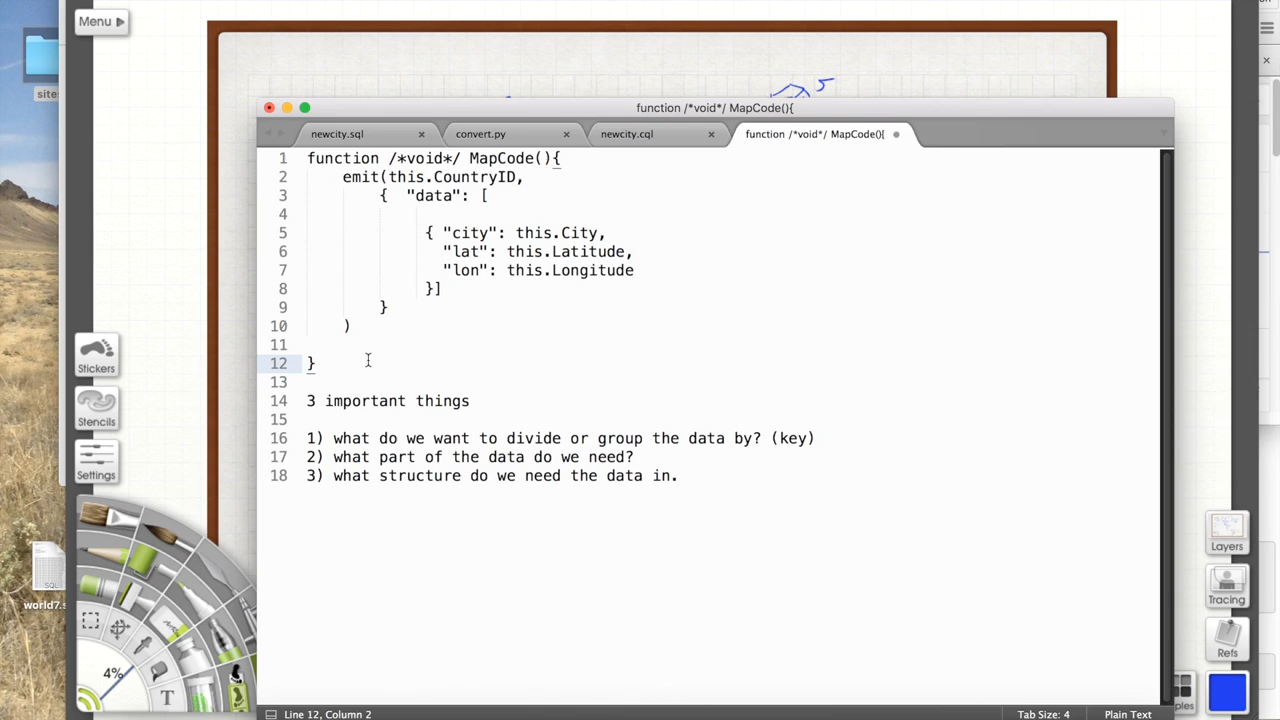 Menu
5
function /*void*/ MapCode(){
newcity.sql
convert.py
newcity.cql
function /*void*/ MapCode(){
1 function /*void*/ MapCode(){
2 emit(this.CountryID,
3 { "data": [
4
5 { "city": this.City,
6 "lat": this.Latitude,
7 "lon": this.Longitude
8 }]
9 }
10 )
11
12 }
13
14 3 important things
15
16 1) what do we want to divide or group the data by? (key)
17 2) what part of the data do we need?
18 3) what structure do we need the data in.
site
Stickers
Stencils
Settings
SQL
world7.s
4%
T
Layers
Tracing
Refs
ples
Line 12, Column 2
Tab Size: 4
Plain Text